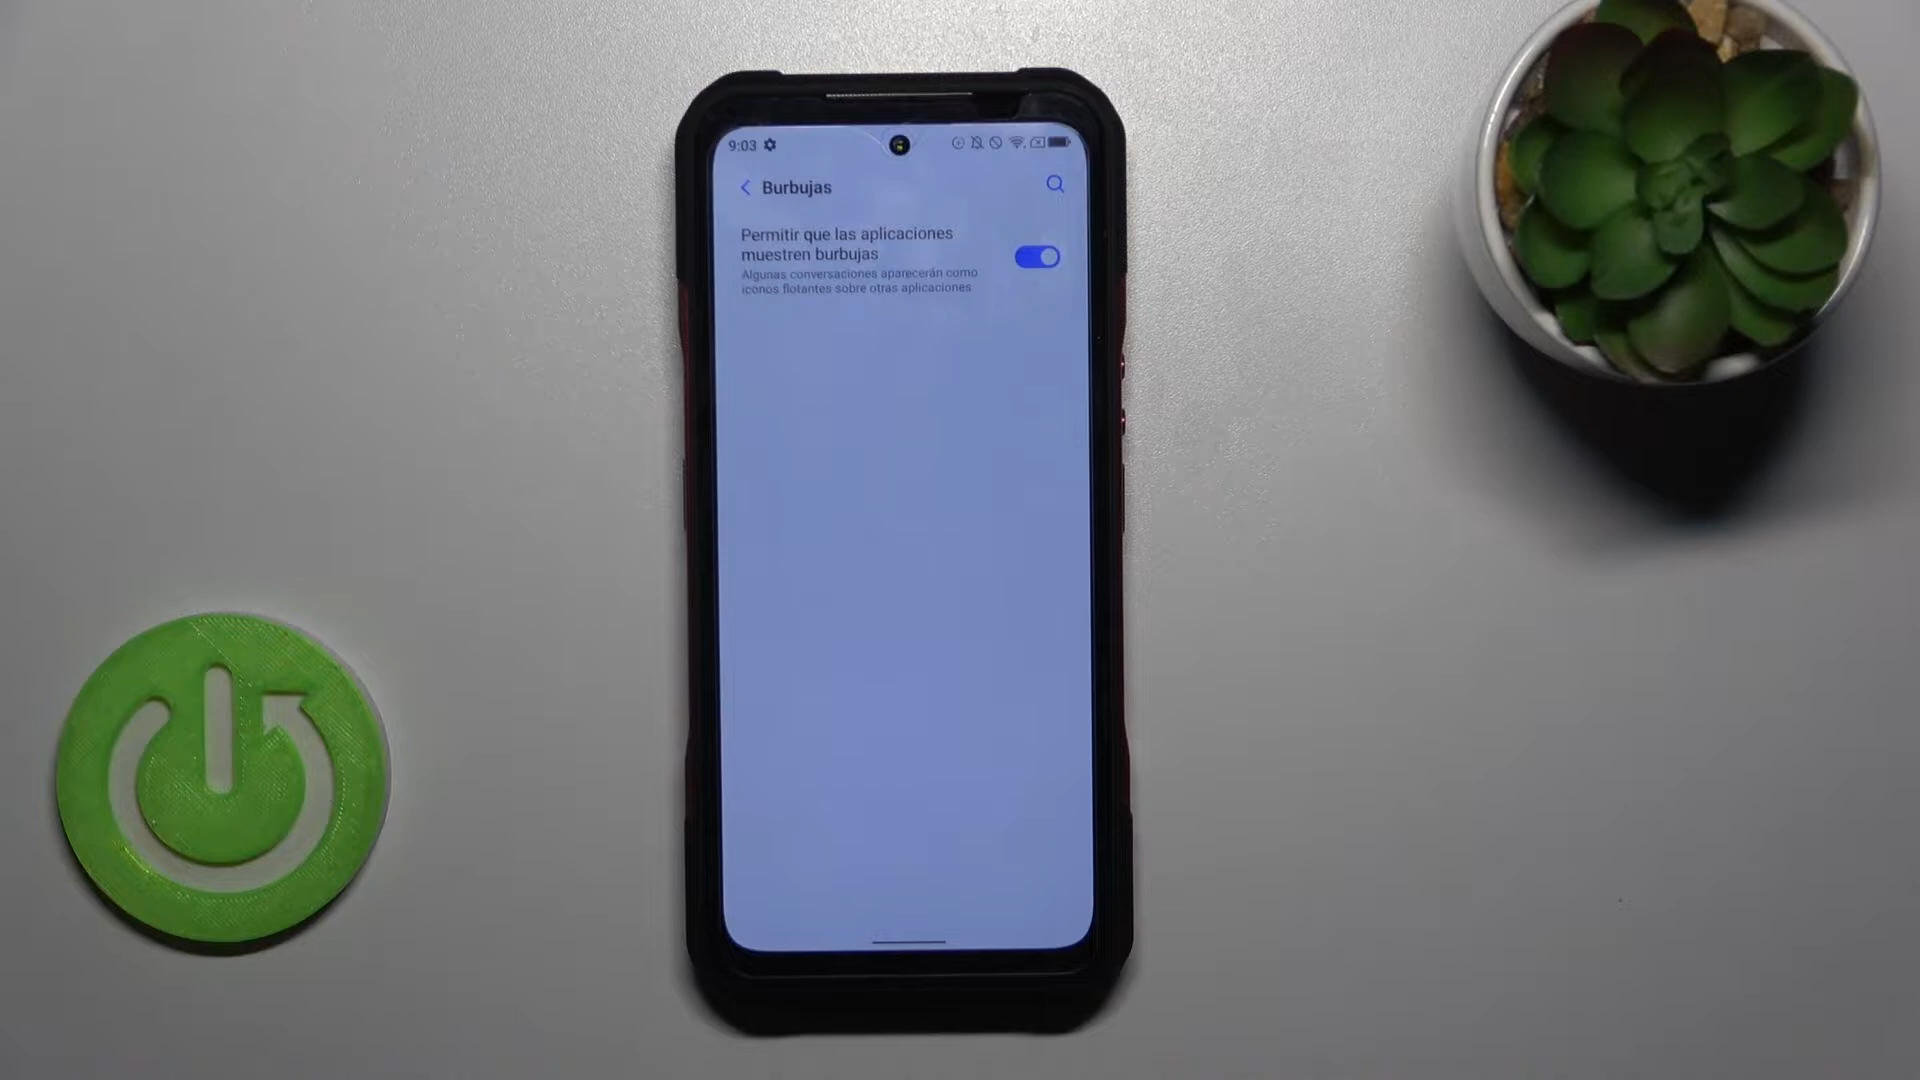 9:03
Burbujas
Permitir que las aplicaciones
muestren burbujas
Algunas conversaciones aparecerán como
iconos flotantes sobre otras aplicaciones